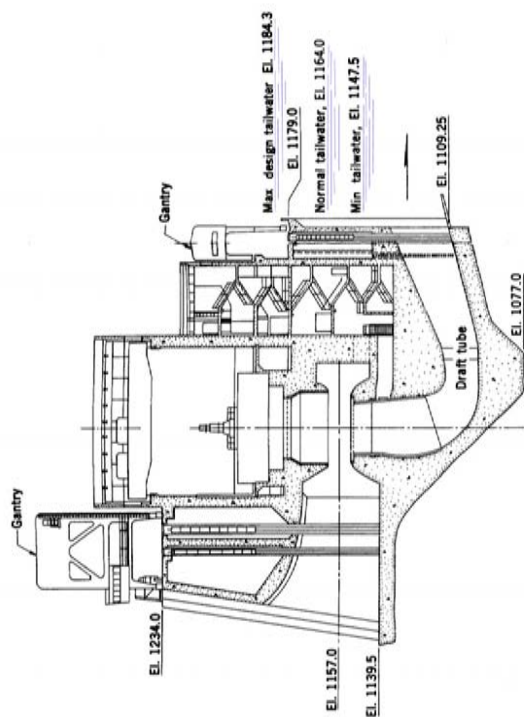 Gantry
Gantry
Max design tailwater El. 1184.3
El. 1179.0
Normal tailwater, El. 1164.0
Min tailwater, El. 1147.5
El. 1234.0
El. 1157.0
El. 1139.5
El. 1109.25
Draft tube
El. 1077.0